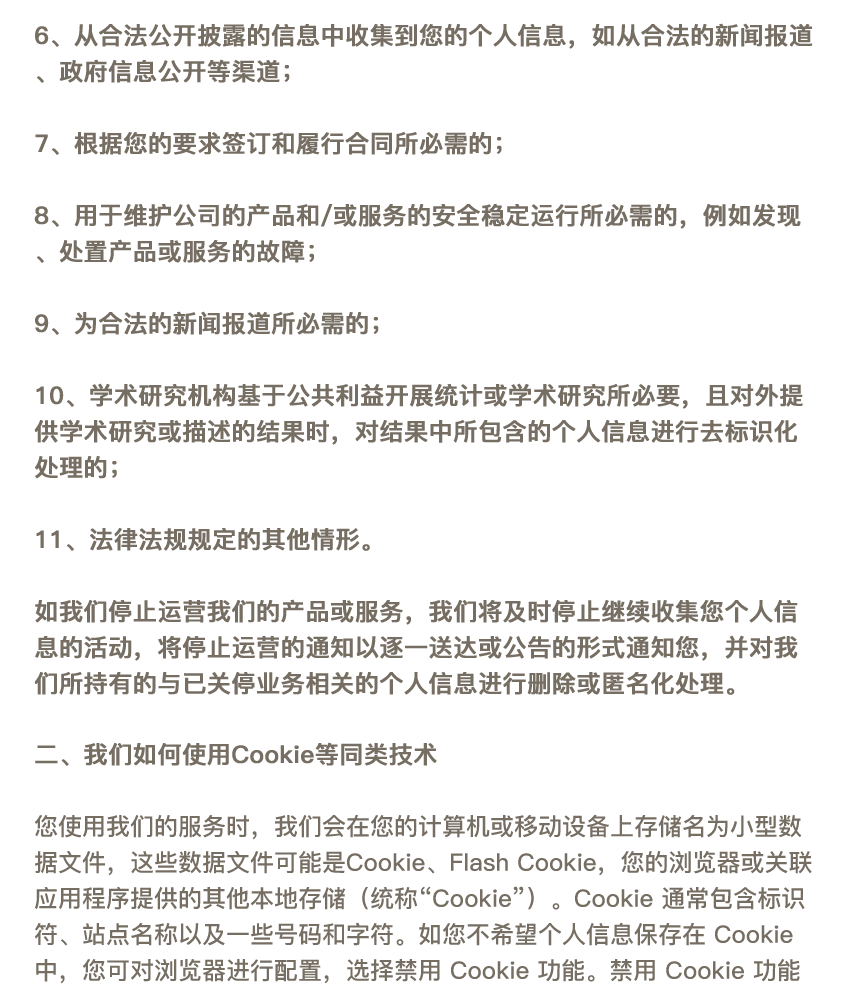 6、从合法公开披露的信息中收集到您的个人信息，如从合法的新闻报道
、政府信息公开等渠道；
7、根据您的要求签订和履行合同所必需的；
8、用于维护公司的产品和/或服务的安全稳定运行所必需的，例如发现
、处置产品或服务的故障；
9、为合法的新闻报道所必需的；
10、学术研究机构基于公共利益开展统计或学术研究所必要，且对外提
供学术研究或描述的结果时，对结果中所包含的个人信息进行去标识化
处理的；
11、法律法规规定的其他情形。
如我们停止运营我们的产品或服务，我们将及时停止继续收集您个人信
息的活动，将停止运营的通知以逐一送达或公告的形式通知您，并对我
们所持有的与已关停业务相关的个人信息进行删除或匿名化处理。
二、我们如何使用Cookie等同类技术
您使用我们的服务时，我们会在您的计算机或移动设备上存储名为小型数
据文件，这些数据文件可能是Cookie、Flash Cookie，您的浏览器或关联
应用程序提供的其他本地存储（统称“Cookie”）。Cookie 通常包含标识
符、站点名称以及一些号码和字符。如您不希望个人信息保存在 Cookie
中，您可对浏览器进行配置，选择禁用 Cookie 功能。禁用 Cookie 功能